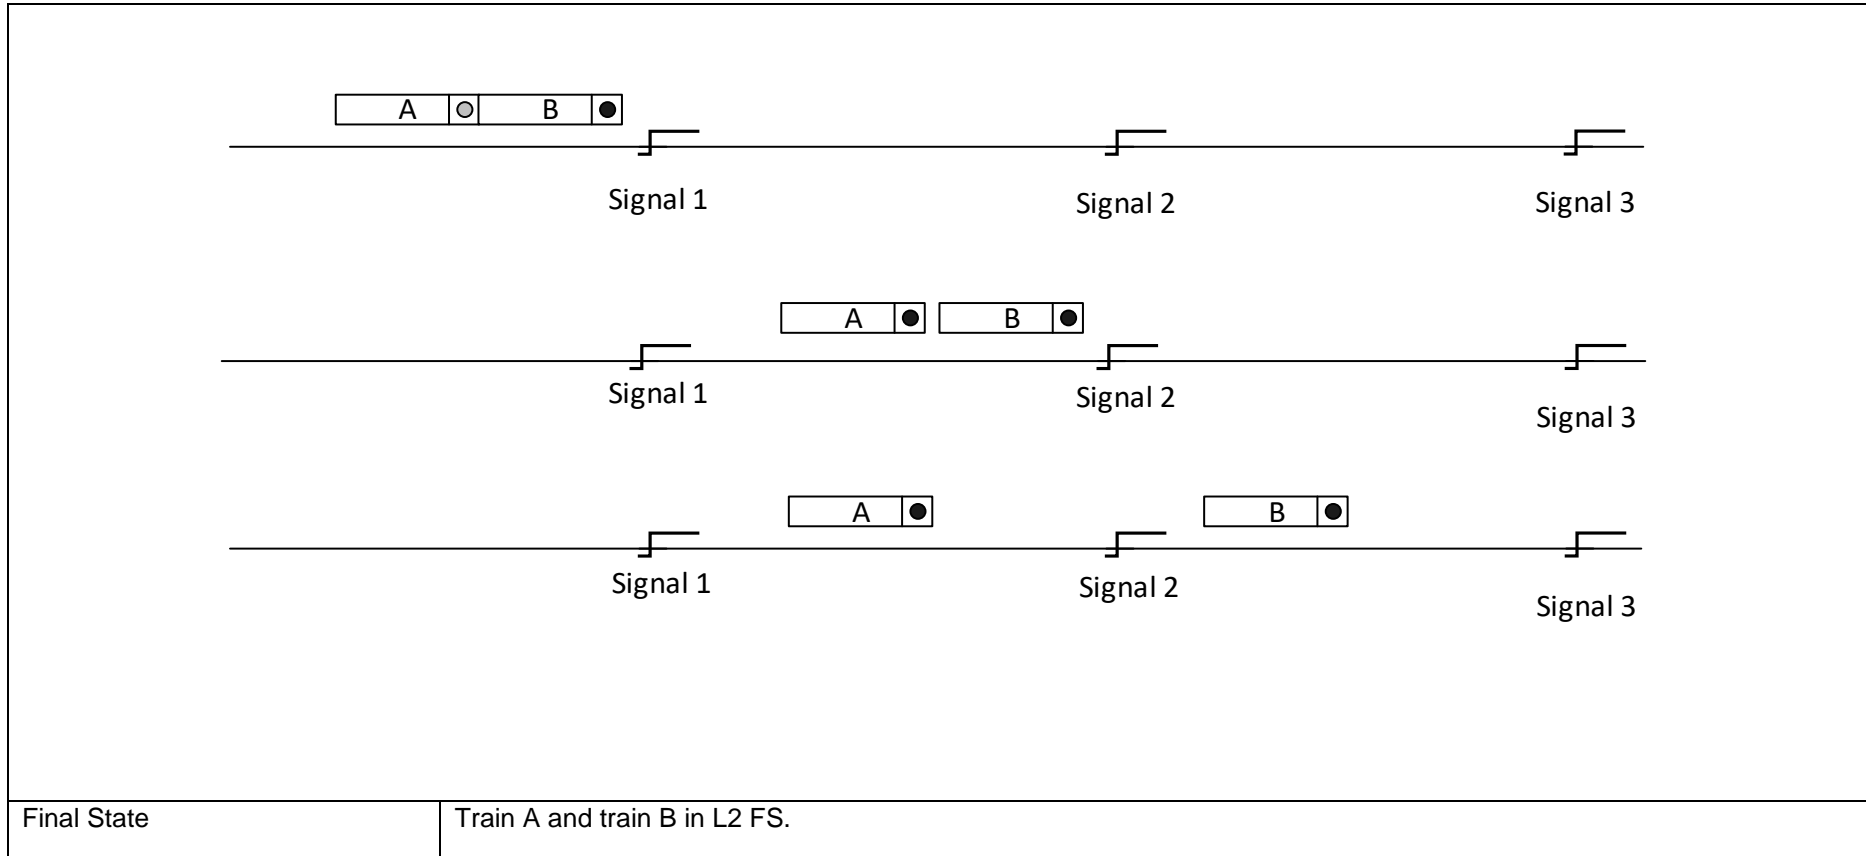 A B
Signal 1 Signal 2 Signal 3
A B
Signal 1 Signal 2 Signal 3
A B
Signal 1 Signal 2 Signal 3
Final State Train A and train B in L2 FS.